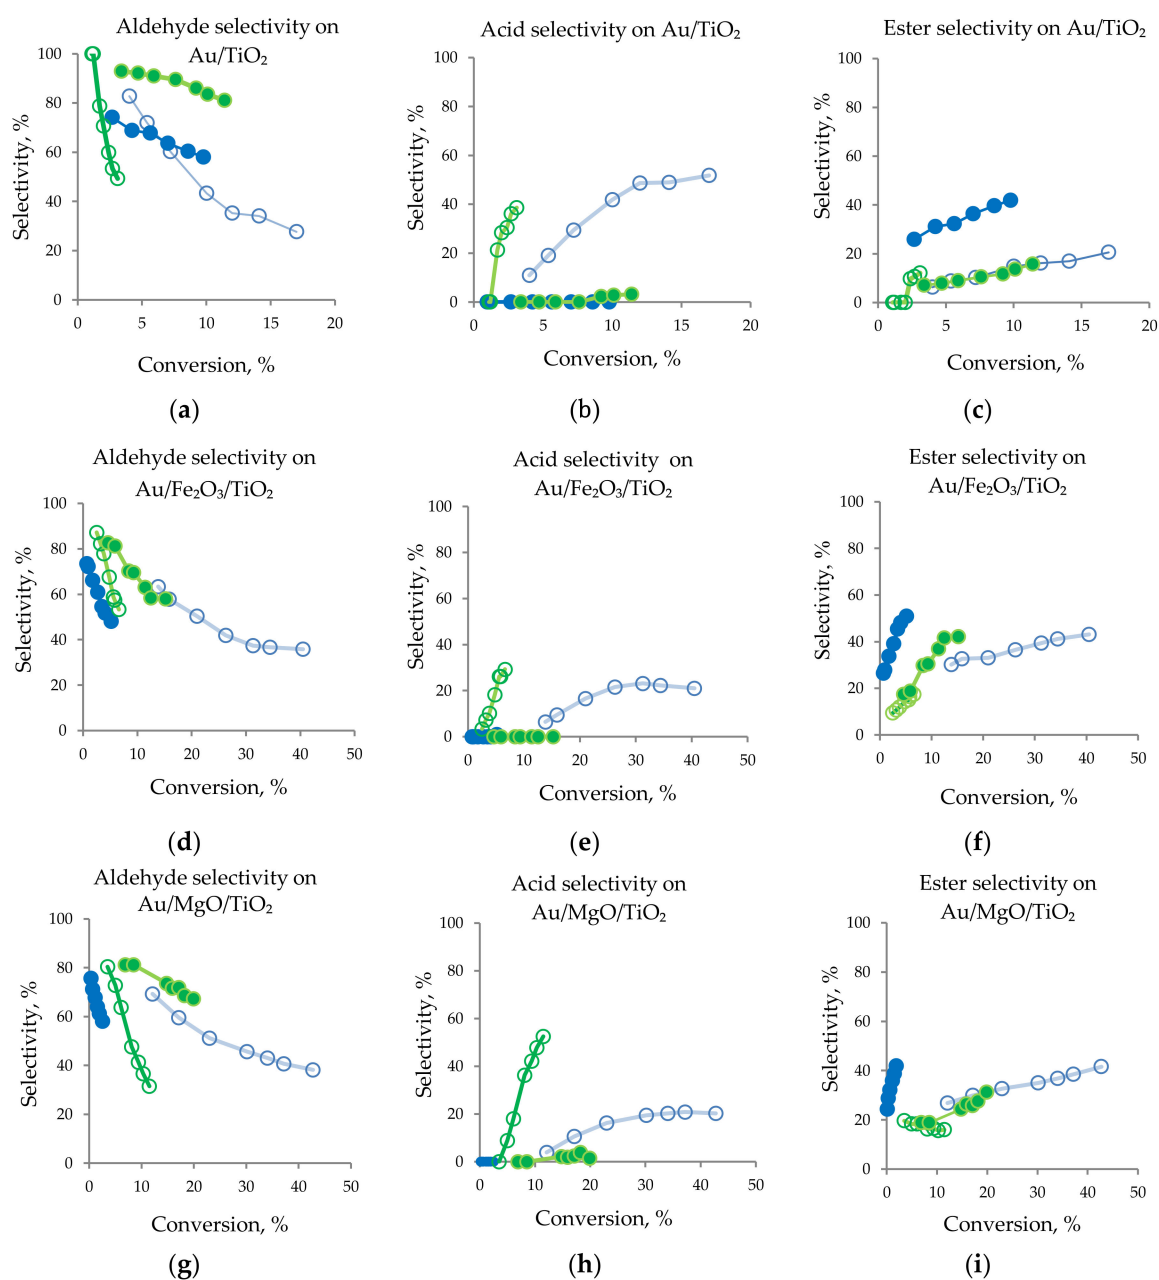 Aldehyde selectivity on
Au/TiO₂
Acid selectivity on Au/TiO₂
Ester selectivity on Au/TiO₂
100
80
60
40
20
0
Selectivity, %
0 5 10 15 20
Conversion, %
(a)
100
80
60
40
20
0
Selectivity, %
0 5 10 15 20
Conversion, %
(b)
100
80
60
40
20
0
Selectivity, %
0 5 10 15 20
Conversion, %
(c)
Aldehyde selectivity on
Au/Fe₂O₃/TiO₂
100
80
60
40
20
0
Selectivity, %
0 10 20 30 40 50
Conversion, %
(d)
Acid selectivity on
Au/Fe₂O₃/TiO₂
100
80
60
40
20
0
Selectivity, %
0 10 20 30 40 50
Conversion, %
(e)
Ester selectivity on
Au/Fe₂O₃/TiO₂
100
80
60
40
20
0
Selectivity, %
0 10 20 30 40 50
Conversion, %
(f)
Aldehyde selectivity on
Au/MgO/TiO₂
100
80
60
40
20
0
Selectivity, %
0 10 20 30 40 50
Conversion, %
(g)
Acid selectivity on
Au/MgO/TiO₂
100
80
60
40
20
0
Selectivity, %
0 10 20 30 40 50
Conversion, %
(h)
Ester selectivity on
Au/MgO/TiO₂
100
80
60
40
20
0
Selectivity, %
0 10 20 30 40 50
Conversion, %
(i)